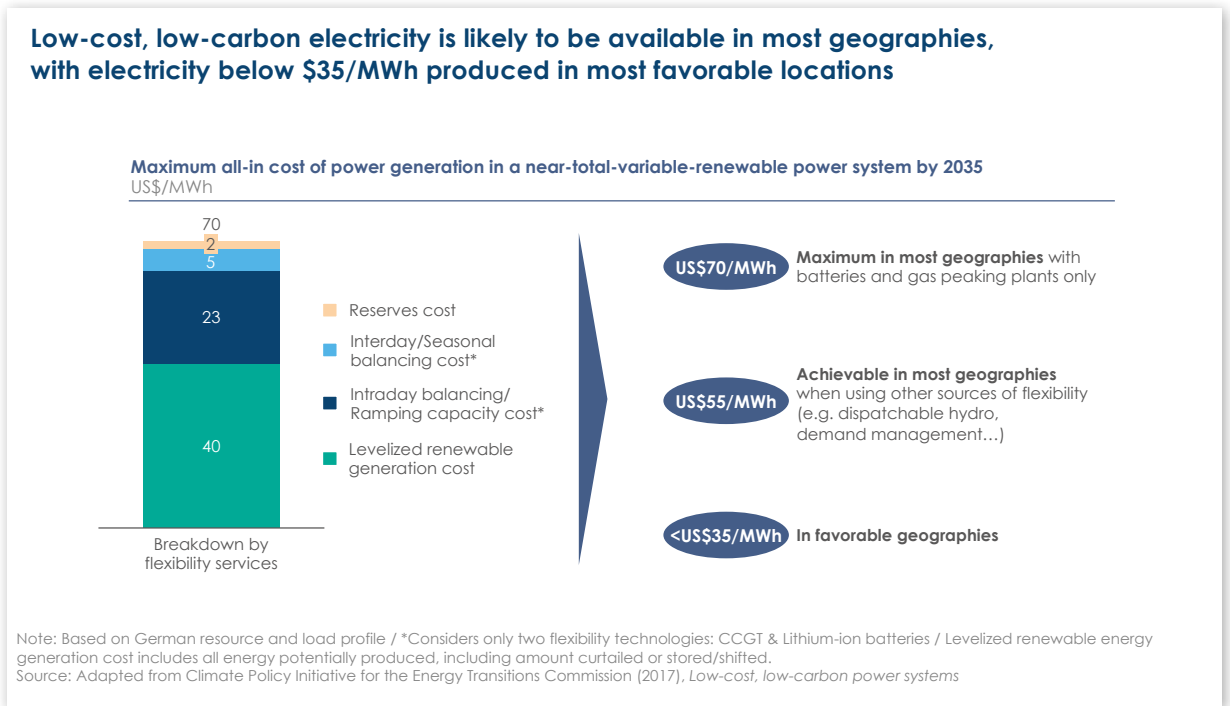 Low-cost, low-carbon electricity is likely to be available in most geographies,
with electricity below $35/MWh produced in most favorable locations
Maximum all-in cost of power generation in a near-total-variable-renewable power system by 2035
US$/MWh
70
2
5
23
40
Breakdown by
flexibility services
Reserves cost
Interday/Seasonal
balancing cost*
Intraday balancing/
Ramping capacity cost*
Levelized renewable
generation cost
US$70/MWh
Maximum in most geographies with
batteries and gas peaking plants only
US$55/MWh
Achievable in most geographies
when using other sources of flexibility
(e.g. dispatchable hydro,
demand management…)
<US$35/MWh
In favorable geographies
Note: Based on German resource and load profile / *Considers only two flexibility technologies: CCGT & Lithium-ion batteries / Levelized renewable energy
generation cost includes all energy potentially produced, including amount curtailed or stored/shifted.
Source: Adapted from Climate Policy Initiative for the Energy Transitions Commission (2017), Low-cost, low-carbon power systems